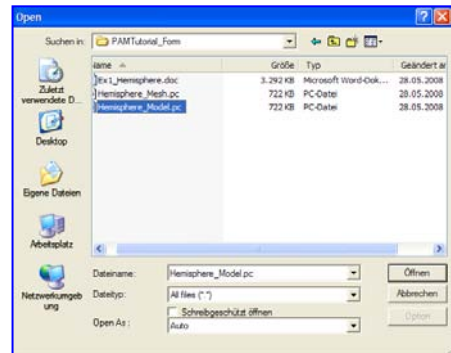 Open
Suchen in:
PAMTutorial_Form
Name
Größe
Typ
Geändert a
Ex1_Hemisphere.doc
3.292 KB
Microsoft Word-Dok...
28.05.2008
Hemisphere_Mesh.pc
722 KB
PC-Datei
28.05.2008
Hemisphere_Model.pc
722 KB
PC-Datei
28.05.2008
Zuletzt
verwendete D...
Desktop
Eigene Dateien
Arbeitsplatz
Netzwerkumgeb
ung
Dateiname:
Hemisphere_Model.pc
Öffnen
Dateityp:
All files (*.*)
Abbrechen
Schreibgeschützt öffnen
Open As :
Auto
Option